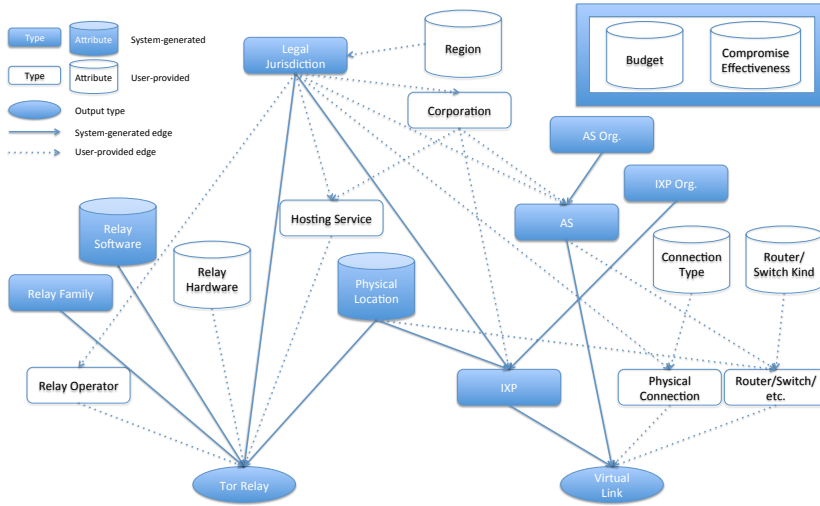 Type
Attribute
System-generated
Type
Attribute
User-provided
Output type
System-generated edge
User-provided edge
Legal
Jurisdiction
Region
Budget
Compromise
Effectiveness
Corporation
AS Org.
IXP Org.
Hosting Service
AS
Relay
Software
Relay
Hardware
Physical
Location
Connection
Type
Router/
Switch Kind
Relay Family
Relay Operator
IXP
Physical
Connection
Router/Switch/
etc.
Tor Relay
Virtual
Link